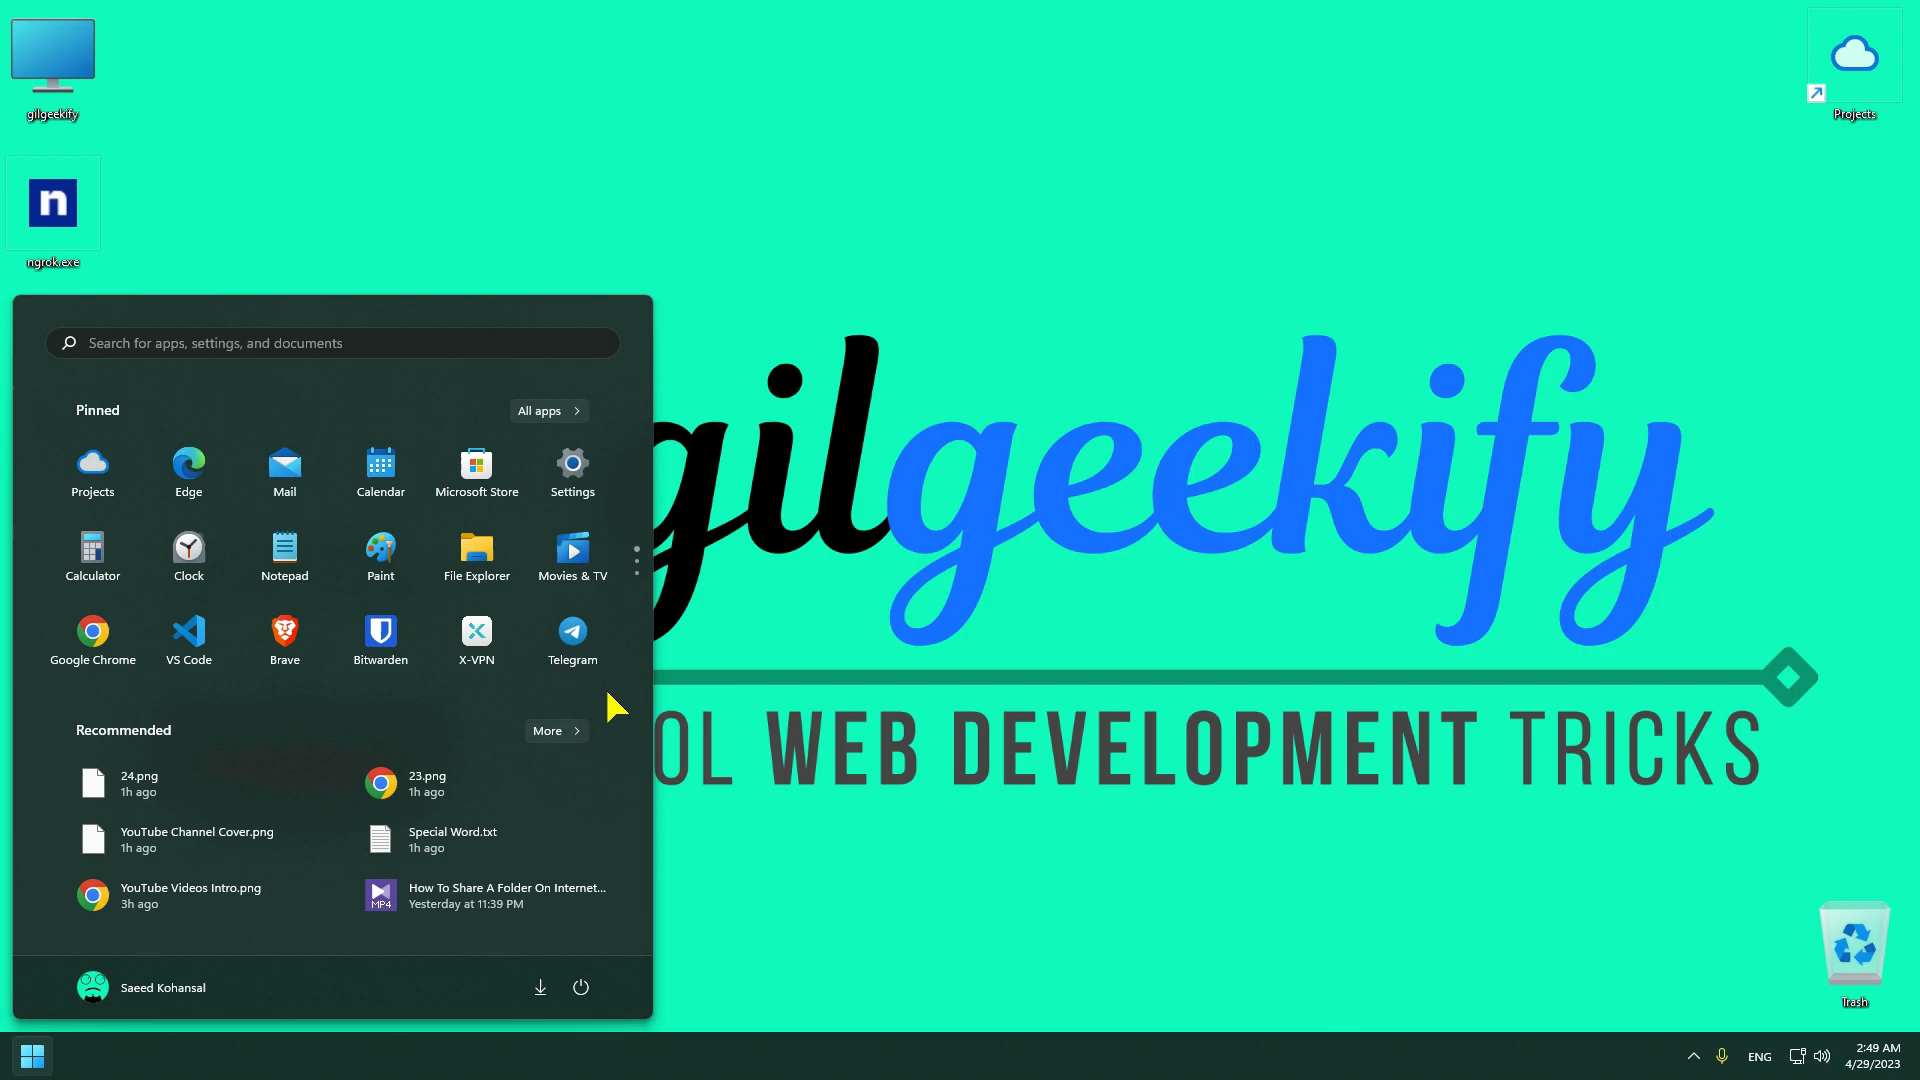 gilgeekify
Projects
ngrok.exe
Search for apps, settings, and documents
Pinned
All apps
Projects
Edge
Mail
Calendar
Microsoft Store
Settings
Calculator
Clock
Notepad
Paint
File Explorer
Movies & TV
Google Chrome
VS Code
Brave
Bitwarden
X-VPN
Telegram
Recommended
More
24.png
1h ago
23.png
1h ago
YouTube Channel Cover.png
1h ago
Special Word.txt
1h ago
YouTube Videos Intro.png
3h ago
MP4
How To Share A Folder On Internet...
Yesterday at 11:39 PM
Saeed Kohansal
gilgeekify
OL WEB DEVELOPMENT TRICKS
Trash
ENG
2:49 AM
4/29/2023